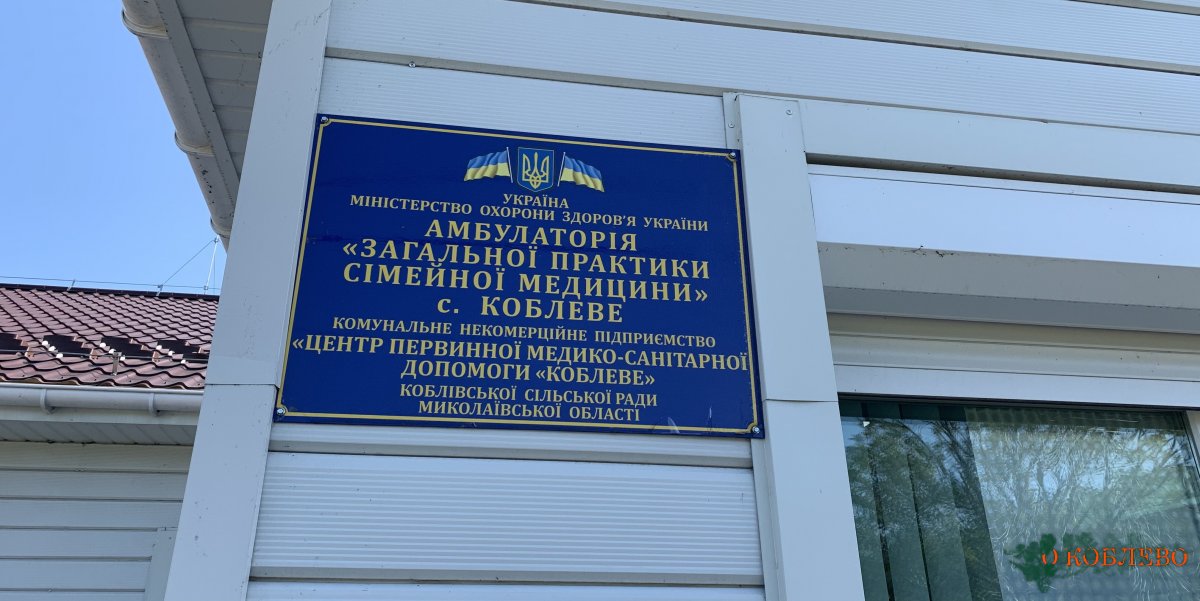 УКРАЇНА
МІНІСТЕРСТВО ОХОРОНИ ЗДОРОВ'Я УКРАЇНИ
АМБУЛАТОРІЯ
«ЗАГАЛЬНОЇ ПРАКТИКИ
СІМЕЙНОЇ МЕДИЦИНИ»
с. КОБЛЕВЕ
КОМУНАЛЬНЕ НЕКОМЕРЦІЙНЕ ПІДПРИЄМСТВО
«ЦЕНТР ПЕРВИННОЇ МЕДИКО-САНІТАРНОЇ
ДОПОМОГИ «КОБЛЕВЕ»
КОБЛІВСЬКОЇ СІЛЬСЬКОЇ РАДИ
МИКОЛАЇВСЬКОЇ ОБЛАСТІ
О КОБЛЕВО